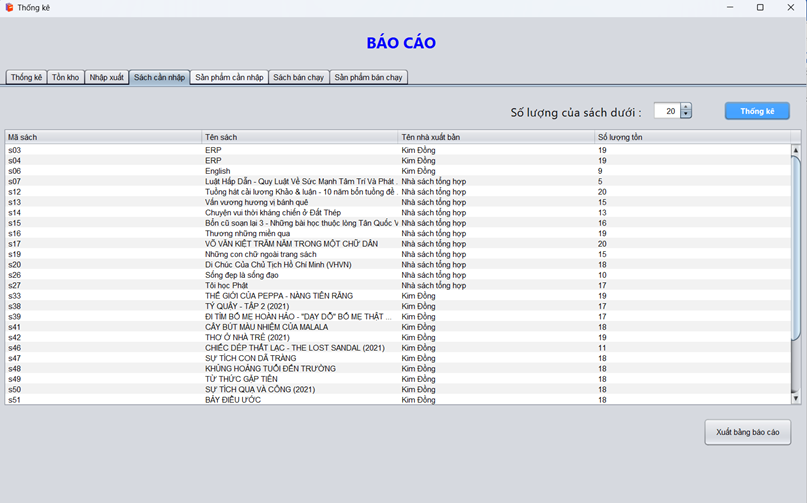 Thống kê
BÁO CÁO
Thống kê Tồn kho Nhập xuất Sách cần nhập Sản phẩm cần nhập Sách bán chạy Sản phẩm bán chạy
Số lượng của sách dưới : 20 Thống kê
Mã sách Tên sách Tên nhà xuất bản Số lượng tồn
s03 ERP Kim Đồng 19
s04 ERP Kim Đồng 19
s06 English Kim Đồng 9
s07 Luật Hấp Dẫn - Quy Luật Về Sức Mạnh Tâm Trí Và Phát ... Nhà sách tổng hợp 5
s12 Tuồng hát cải lương Khảo & luận - 10 năm bổn tuồng đề ... Nhà sách tổng hợp 20
s13 Vấn vương hương vị bánh quê Nhà sách tổng hợp 15
s14 Chuyện vui thời kháng chiến ở Đất Thép Nhà sách tổng hợp 13
s15 Bổn cũ soạn lại 3 - Những bài học thuộc lòng Tân Quốc V Nhà sách tổng hợp 16
s16 Thương những miền qua Nhà sách tổng hợp 19
s17 VÕ VĂN KIỆT TRĂM NĂM TRONG MỘT CHỮ DÂN Nhà sách tổng hợp 20
s19 Những con chữ ngoài trang sách Nhà sách tổng hợp 15
s20 Di Chúc Của Chủ Tịch Hồ Chí Minh (VHVN) Nhà sách tổng hợp 18
s26 Sống đẹp là sống đạo Nhà sách tổng hợp 10
s27 Tôi học Phật Nhà sách tổng hợp 17
s33 THẾ GIỚI CỦA PEPPA - NÀNG TIÊN RĂNG Kim Đồng 19
s38 TÝ QUẬY - TẬP 2 (2021) Kim Đồng 17
s39 ĐI TÌM BỐ MẸ HOÀN HẢO - "DẠY DỖ" BỐ MẸ THẬT ... Kim Đồng 17
s41 CÂY BÚT MÀU NHIỆM CỦA MALALA Kim Đồng 18
s42 THƠ Ở NHÀ TRẺ (2021) Kim Đồng 19
s46 CHIẾC DÉP THẤT LẠC - THE LOST SANDAL (2021) Kim Đồng 11
s47 SỰ TÍCH CON DÃ TRÀNG Kim Đồng 18
s48 KHỦNG HOẢNG TUỔI ĐẾN TRƯỜNG Kim Đồng 18
s49 TỪ THỨC GẶP TIÊN Kim Đồng 18
s50 SỰ TÍCH QUẠ VÀ CÔNG (2021) Kim Đồng 18
s51 BẢY ĐIỀU ƯỚC Kim Đồng 18
Xuất bảng báo cáo